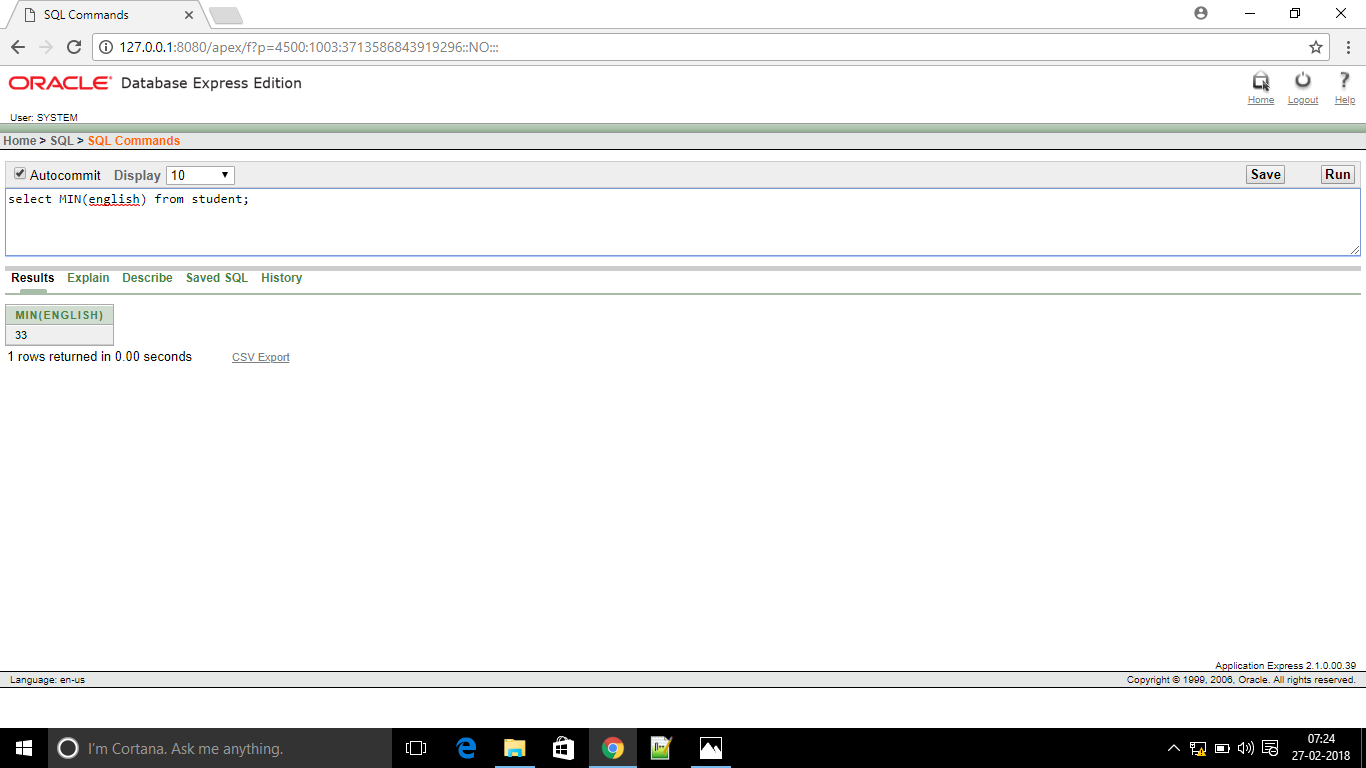 SQL Commands
127.0.0.1:8080/apex/f?p=4500:1003:3713586843919296::NO:::
ORACLE Database Express Edition
Home Logout Help
User: SYSTEM
Home > SQL > SQL Commands
Autocommit Display 10 Save Run
select MIN(english) from student;
Results Explain Describe Saved SQL History
MIN(ENGLISH)
33
1 rows returned in 0.00 seconds CSV Export
Application Express 2.1.0.00.39
Language: en-us Copyright © 1999, 2006, Oracle. All rights reserved.
I'm Cortana. Ask me anything.
07:24
27-02-2018